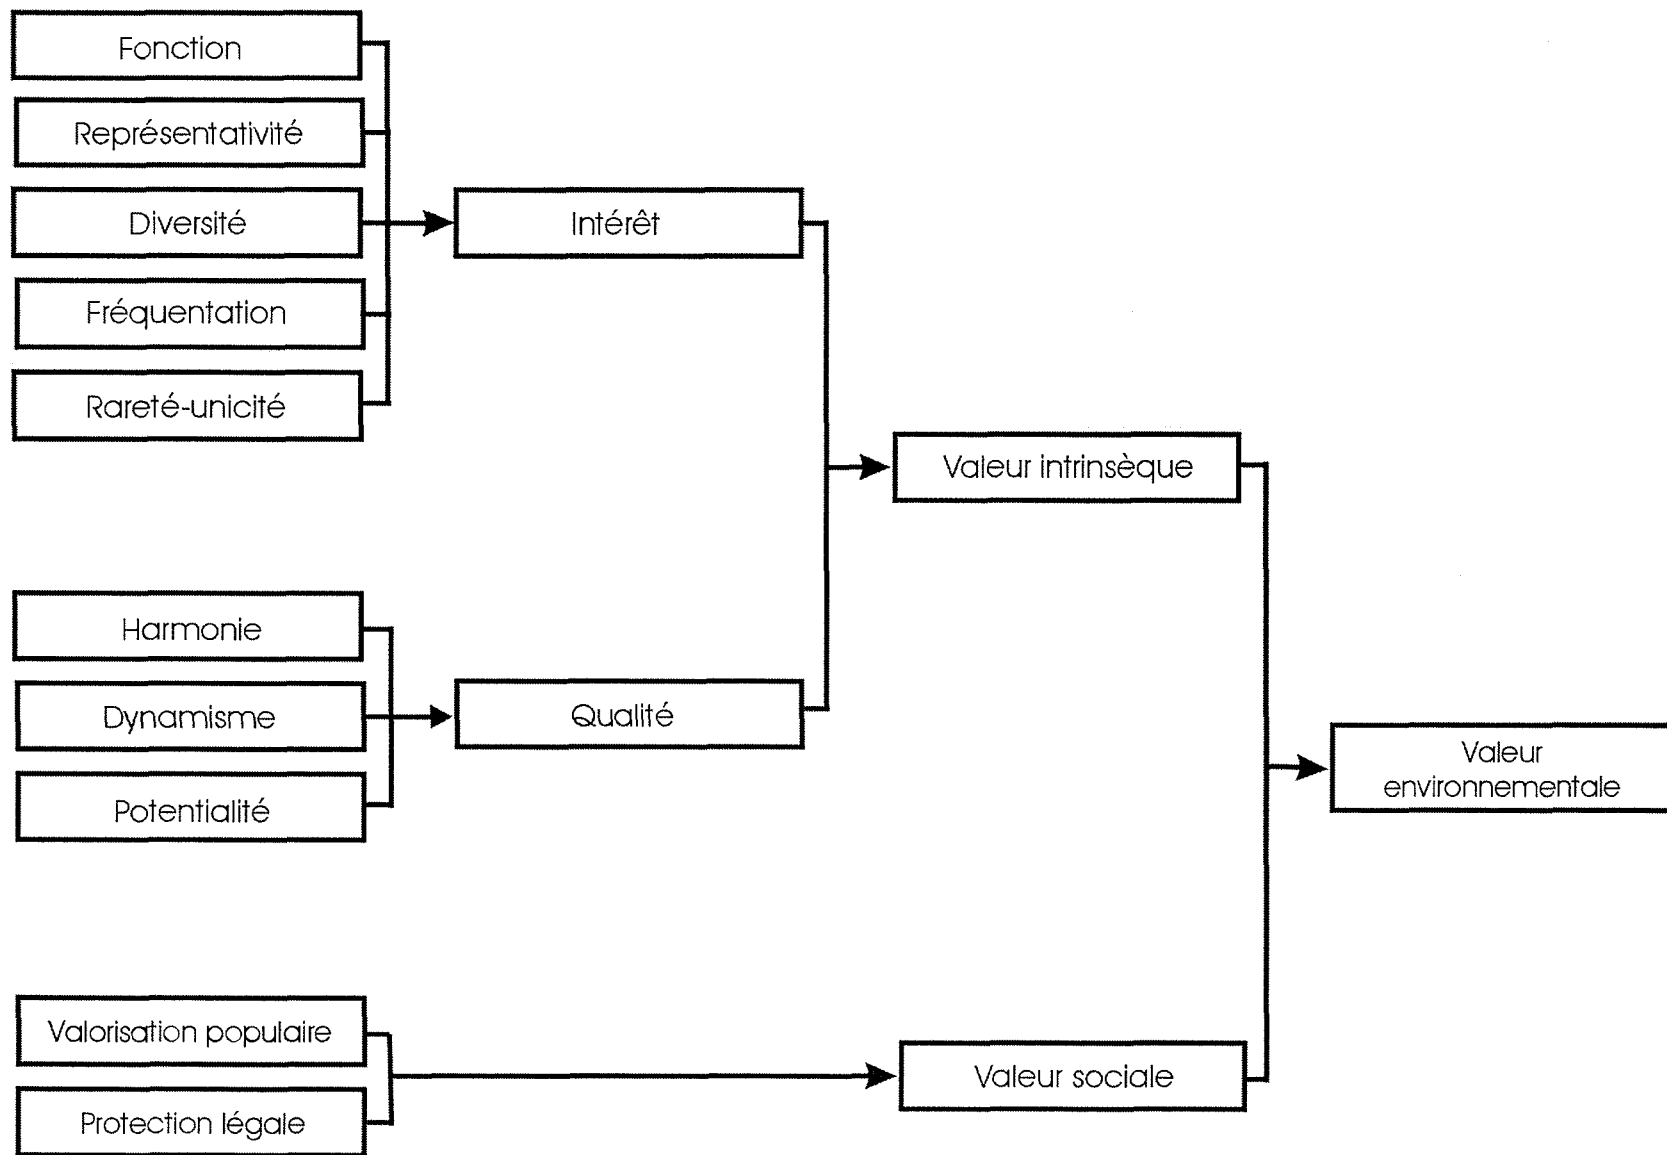 Fonction
Représentativité
Diversité
Fréquentation
Rareté-unicité
Intérêt
Harmonie
Dynamisme
Potentialité
Qualité
Valeur intrinsèque
Valorisation populaire
Protection légale
Valeur sociale
Valeur
environnementale